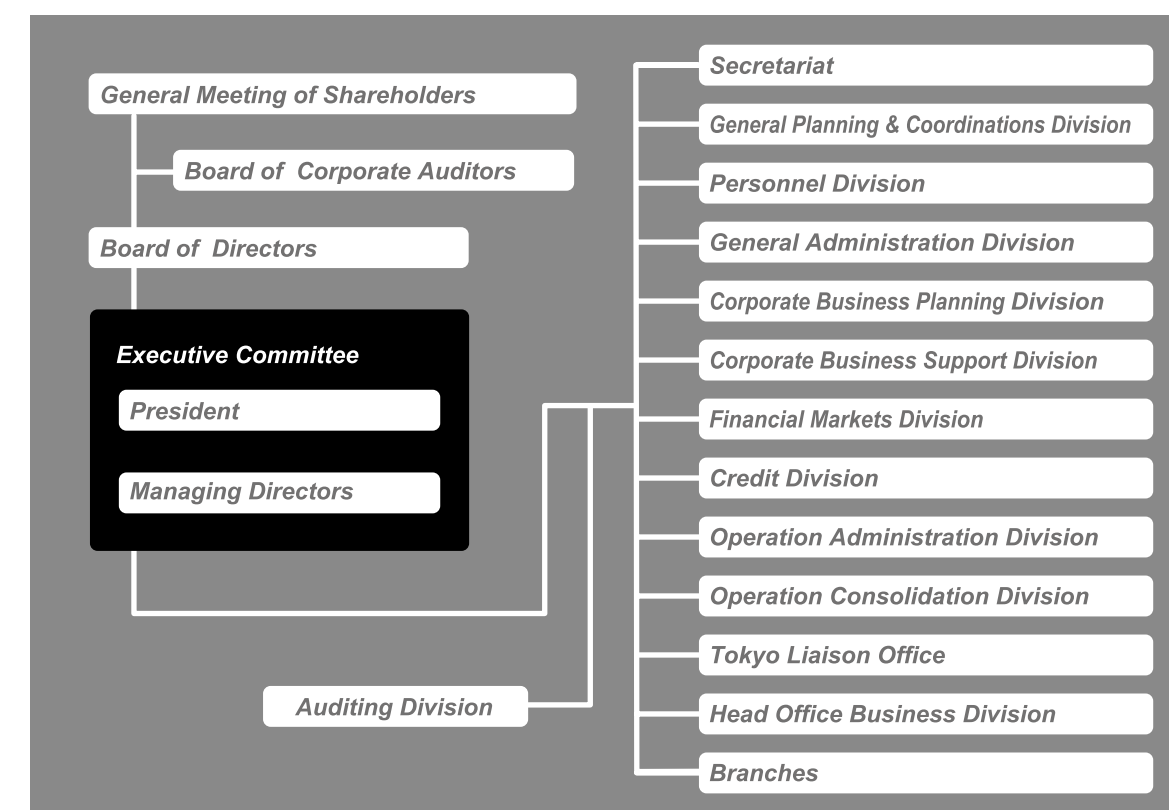 General Meeting of Shareholders
Board of Corporate Auditors
Board of Directors
Executive Committee
President
Managing Directors
Auditing Division
Secretariat
General Planning & Coordinations Division
Personnel Division
General Administration Division
Corporate Business Planning Division
Corporate Business Support Division
Financial Markets Division
Credit Division
Operation Administration Division
Operation Consolidation Division
Tokyo Liaison Office
Head Office Business Division
Branches